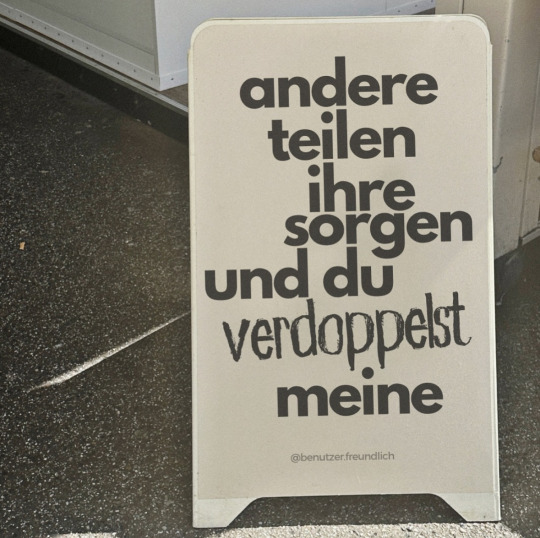 andere
teilen
ihre
sorgen
und du
verdoppelst
meine
@benutzer.freundlich